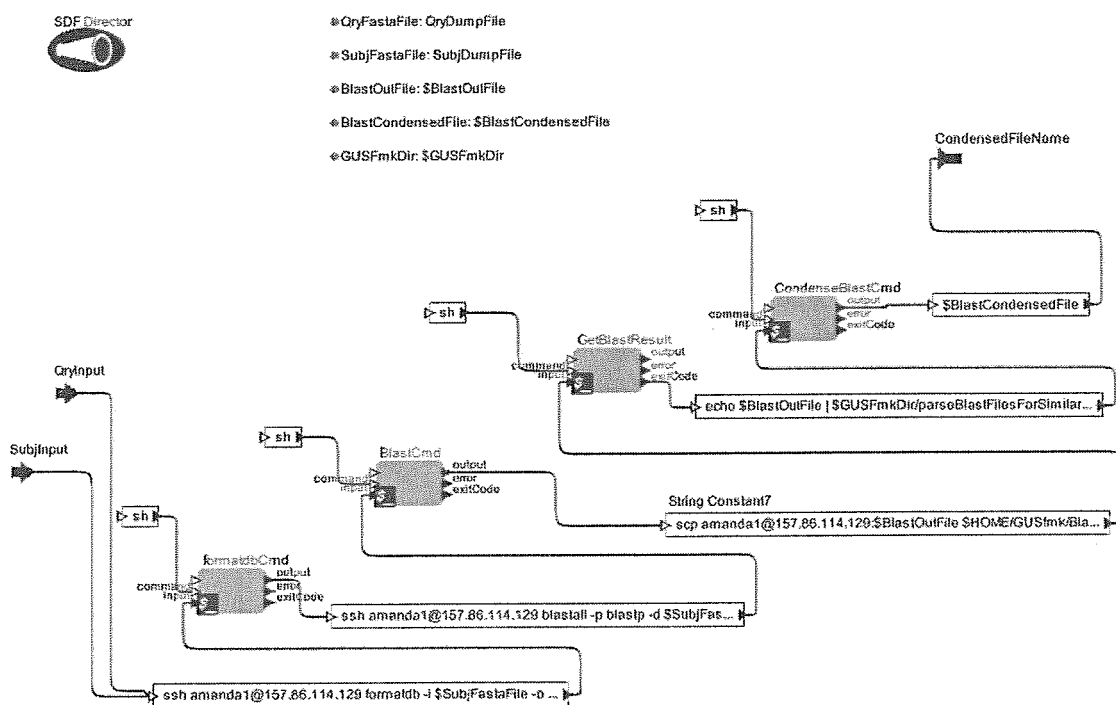 SDF Director
QryFastaFile: QryDumpFile
SubjFastaFile: SubjDumpFile
BlastOutFile: $BlastOutFile
BlastCondensedFile: $BlastCondensedFile
GUSFmkDir: $GUSFmkDir
CondensedFileName
sh
CondenseBlastCmd
output
command
error
input
exitCode
$BlastCondensedFile
sh
GetBlastResult
output
error
command
input
exitCode
QryInput
echo $BlastOutFile | $GUSFmkDir/parseBlastFilesForSimilar...
sh
SubjInput
BlastCmd
output
command
error
input
exitCode
String Constant7
scp amanda1@157.86.114.129:$BlastOutFile $HOME/GUSfmk/Bla...
sh
formatdbCmd
output
command
error
input
exitCode
ssh amanda1@157.86.114.129 blastall -p blastp -d $SubjFas...
ssh amanda1@157.86.114.129 formatdb -i $SubjFastaFile -o ...